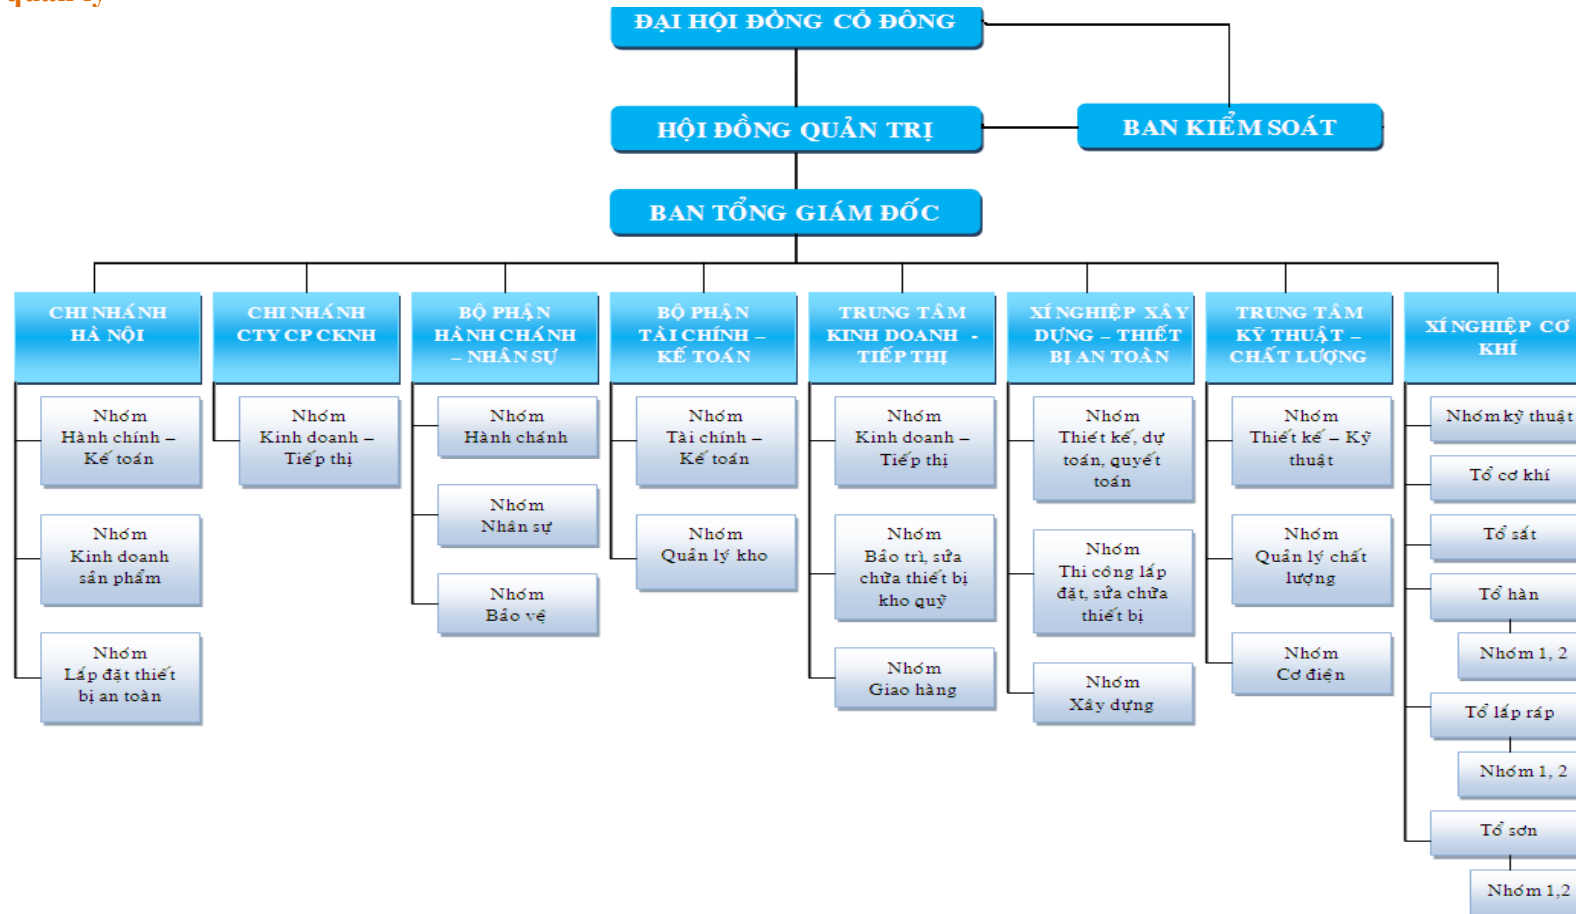 quản lý
ĐẠI HỘI ĐỒNG CỔ ĐÔNG
HỘI ĐỒNG QUẢN TRỊ
BAN KIỂM SOÁT
BAN TỔNG GIÁM ĐỐC
CHI NHÁNH
HÀ NỘI
Nhóm
Hành chính –
Kế toán
Nhóm
Kinh doanh
sản phẩm
Nhóm
Lắp đặt thiết
bị an toàn
CHI NHÁNH
CTY CP CKNH
Nhóm
Kinh doanh –
Tiếp thị
BỘ PHẬN
HÀNH CHÁNH
– NHÂN SỰ
Nhóm
Hành chánh
Nhóm
Nhân sự
Nhóm
Bảo vệ
BỘ PHẬN
TÀI CHÍNH –
KẾ TOÁN
Nhóm
Tài chính –
Kế toán
Nhóm
Quản lý kho
TRUNG TÂM
KINH DOANH -
TIẾP THỊ
Nhóm
Kinh doanh –
Tiếp thị
Nhóm
Bảo trì, sửa
chữa thiết bị
kho quỹ
Nhóm
Giao hàng
XÍ NGHIỆP XÂY
DỰNG – THIẾT
BỊ AN TOÀN
Nhóm
Thiết kế, dự
toán, quyết
toán
Nhóm
Thi công lắp
đặt, sửa chữa
thiết bị
Nhóm
Xây dựng
TRUNG TÂM
KỸ THUẬT –
CHẤT LƯỢNG
Nhóm
Thiết kế – Kỹ
thuật
Nhóm
Quản lý chất
lượng
Nhóm
Cơ điện
XÍ NGHIỆP CƠ
KHÍ
Nhóm kỹ thuật
Tổ cơ khí
Tổ sắt
Tổ hàn
Nhóm 1, 2
Tổ lắp ráp
Nhóm 1, 2
Tổ sơn
Nhóm 1,2